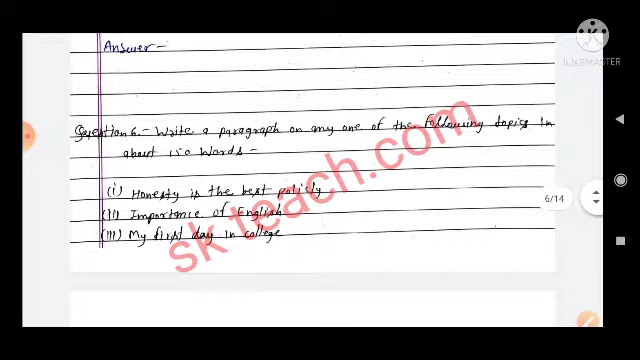 Answer -
Question 6. - Write a paragraph on any one of the following topics in
about 150 words -
(i) Honesty is the best policiy
(ii) Importance of English
(iii) My first day in college
sk teach.com
KINEMASTER
6/14